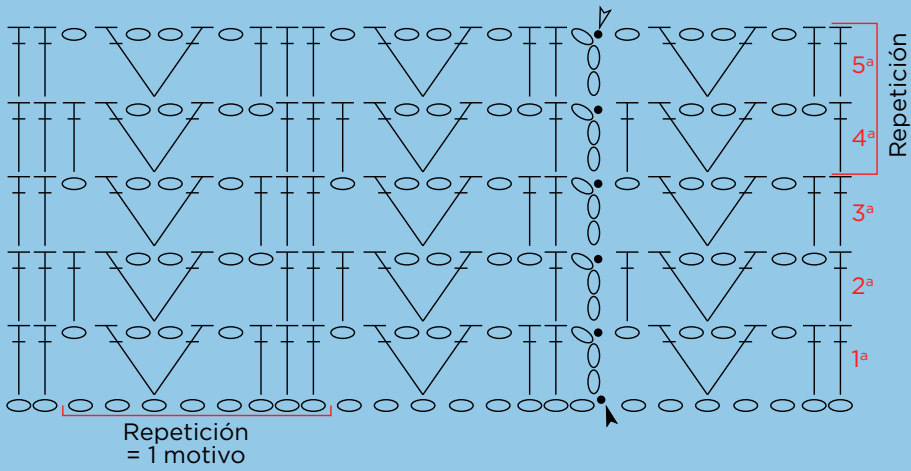 5ª
Repetición
4ª
3ª
2ª
1ª
Repetición
= 1 motivo